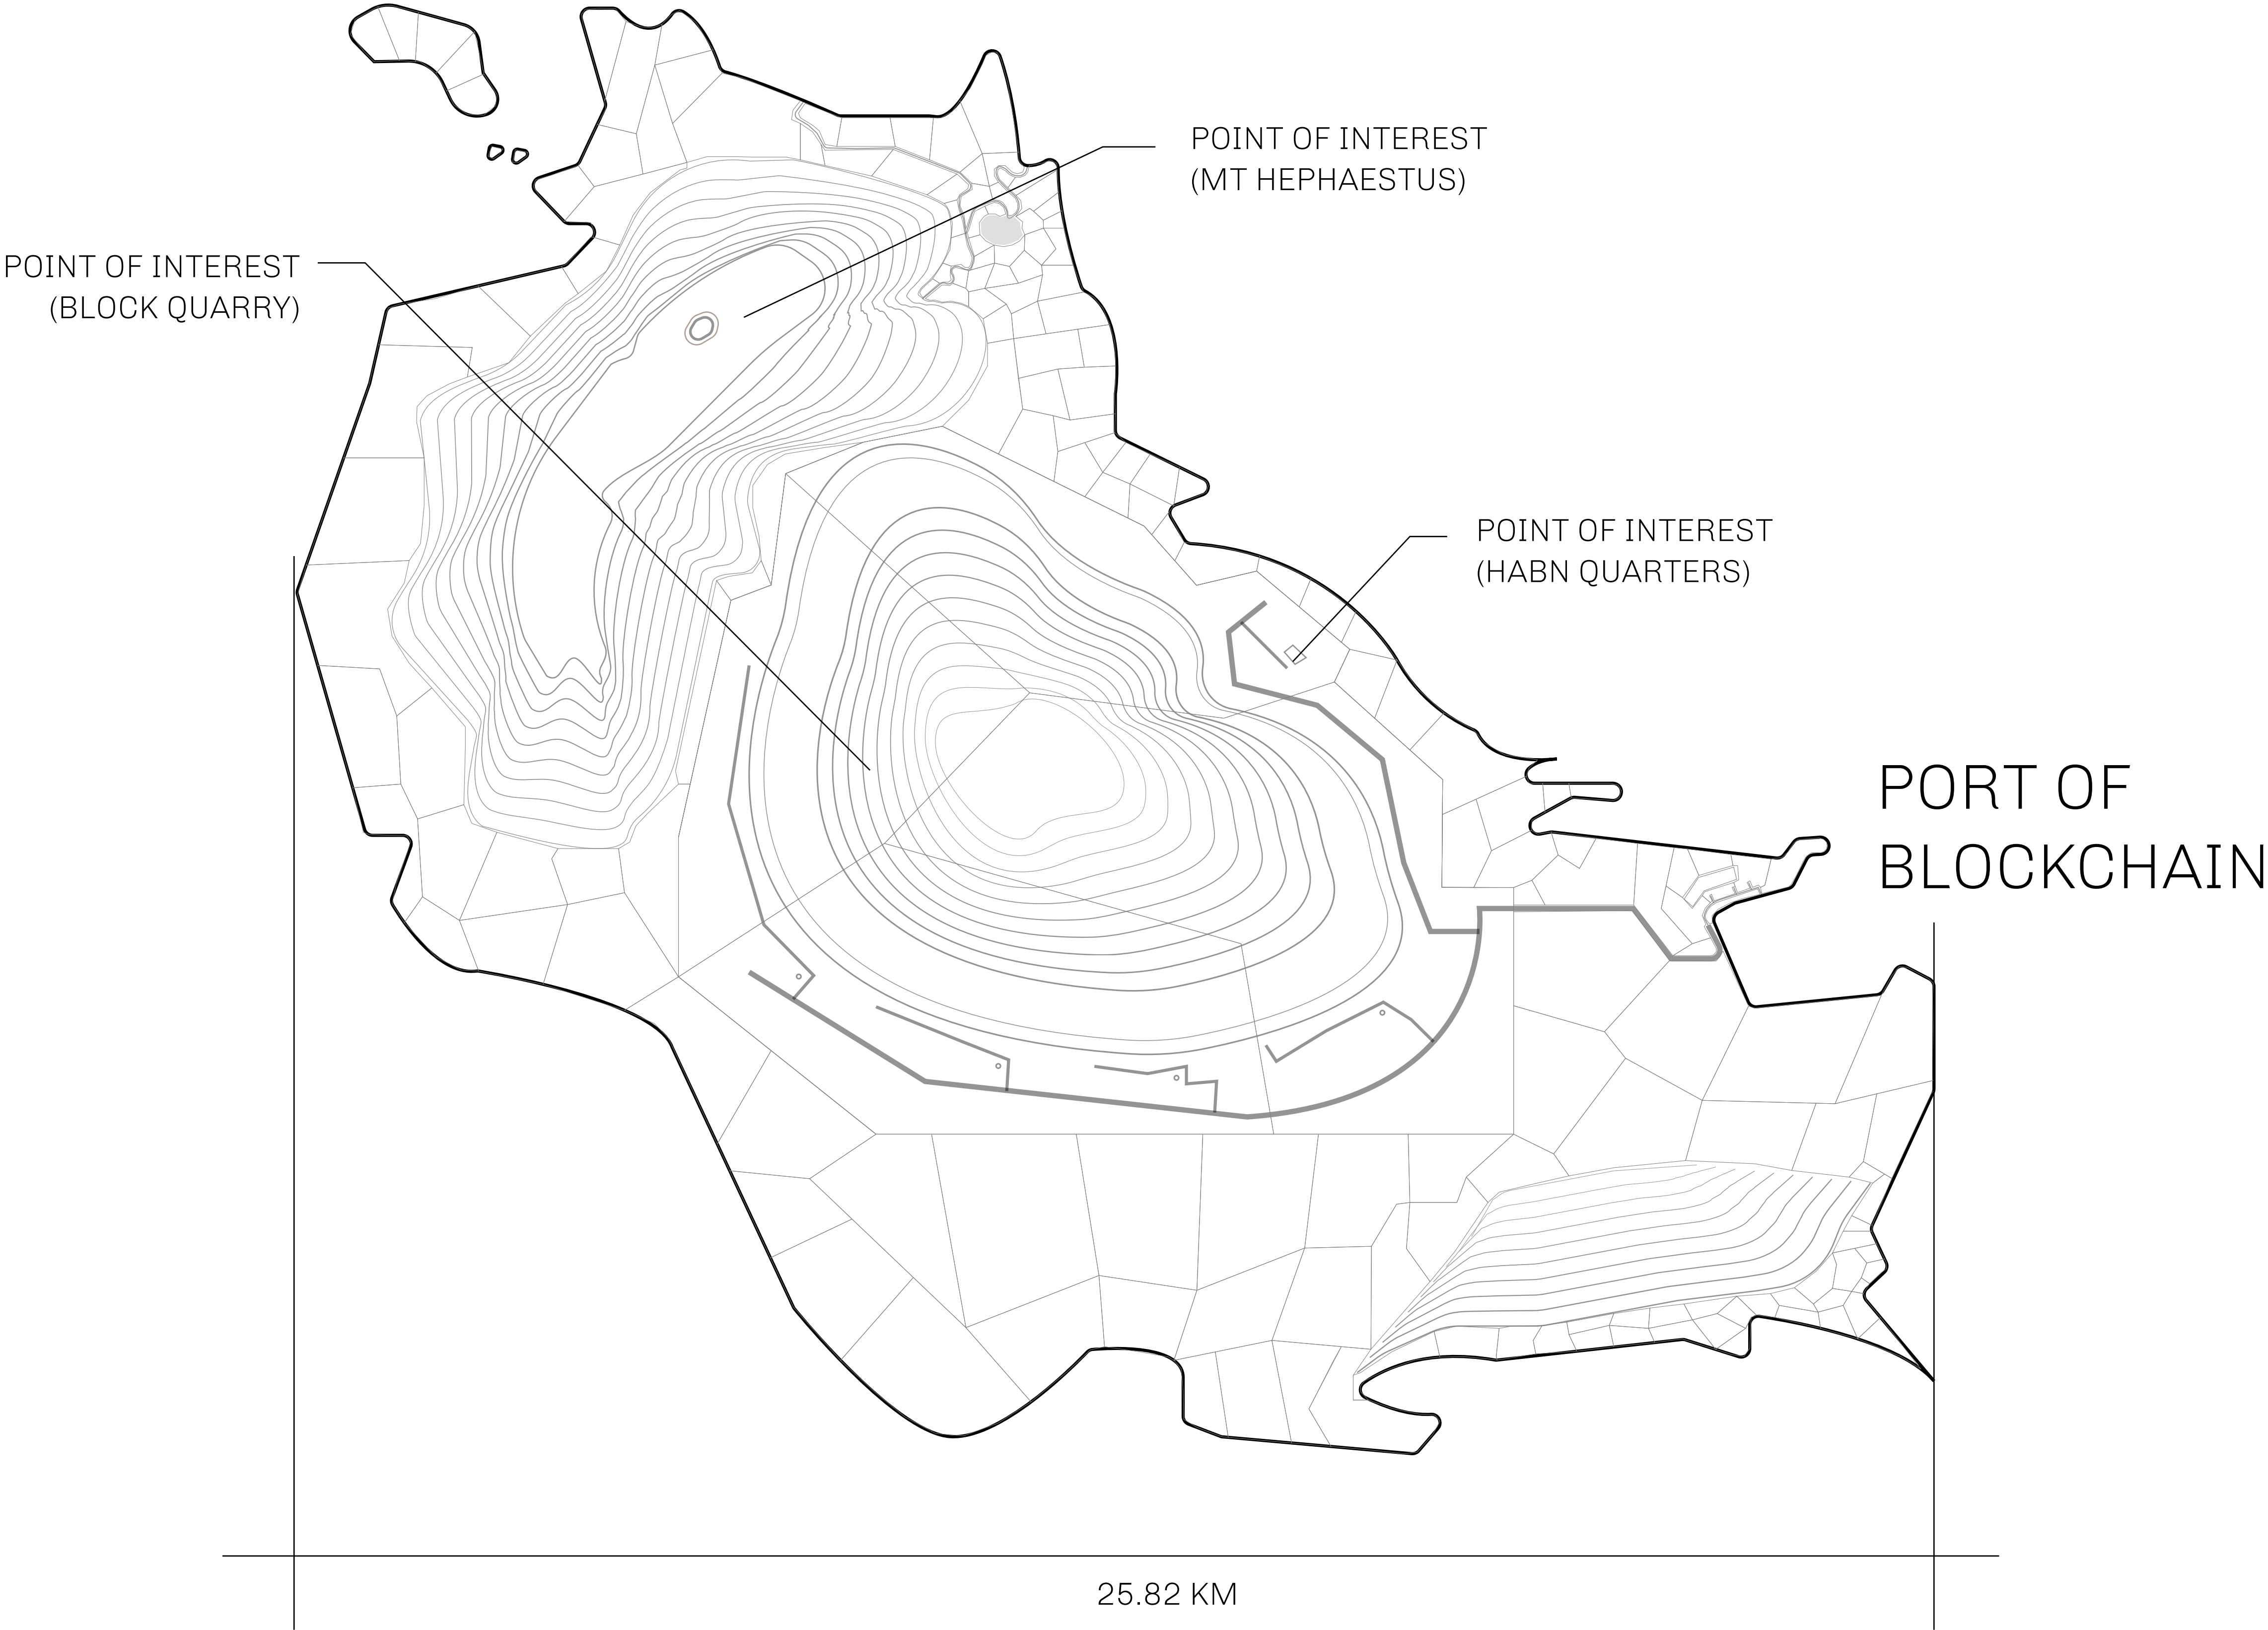 POINT OF INTEREST
(MT HEPHAESTUS)
POINT OF INTEREST
(BLOCK QUARRY)
POINT OF INTEREST
(HABN QUARTERS)
PORT OF
BLOCKCHAIN
25.82 KM